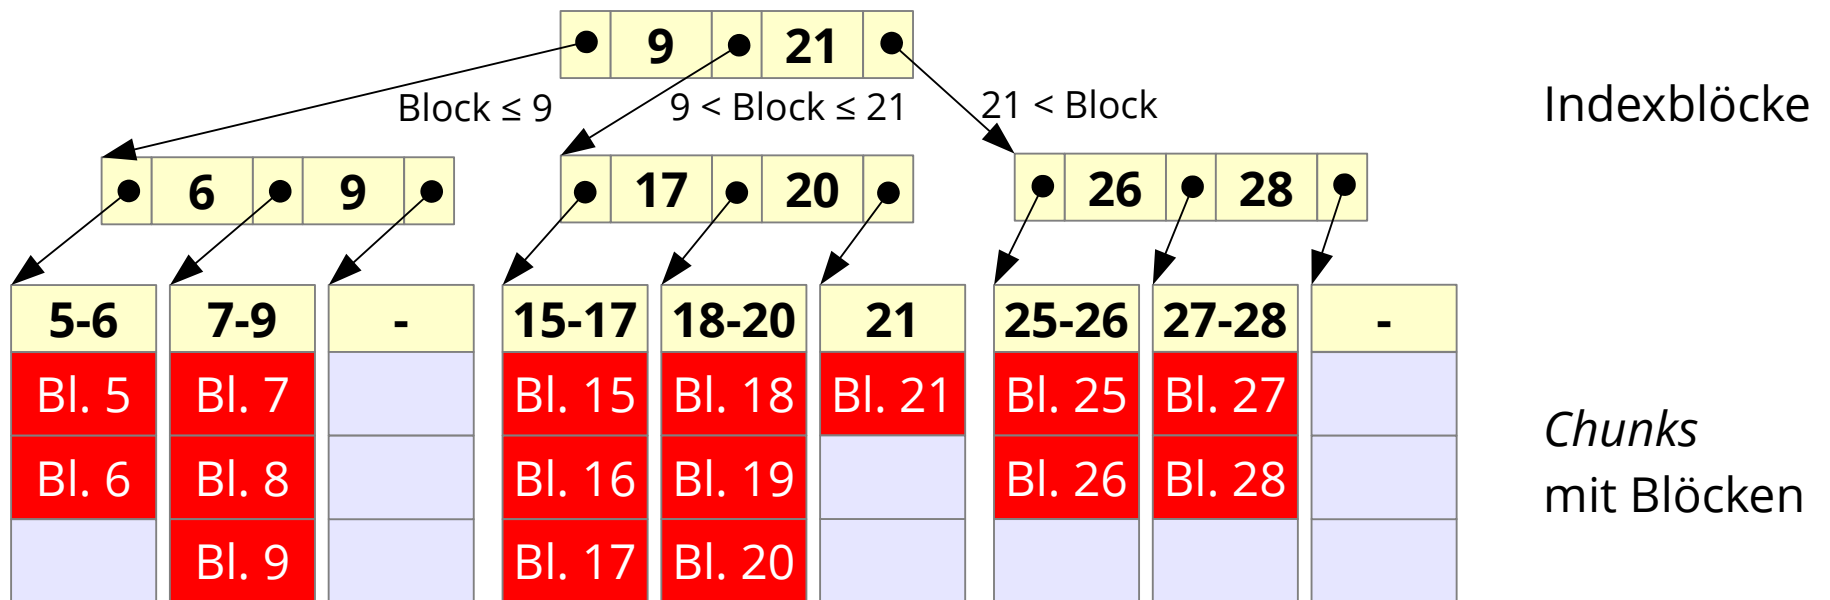 9 21
Block ≤ 9 9 < Block ≤ 21 21 < Block
Indexblöcke
6 9 17 20 26 28
5-6 7-9 - 15-17 18-20 21 25-26 27-28 -
Bl. 5 Bl. 7 Bl. 15 Bl. 18 Bl. 21 Bl. 25 Bl. 27
Chunks
Bl. 6 Bl. 8 Bl. 16 Bl. 19 Bl. 26 Bl. 28
mit Blöcken
Bl. 9 Bl. 17 Bl. 20